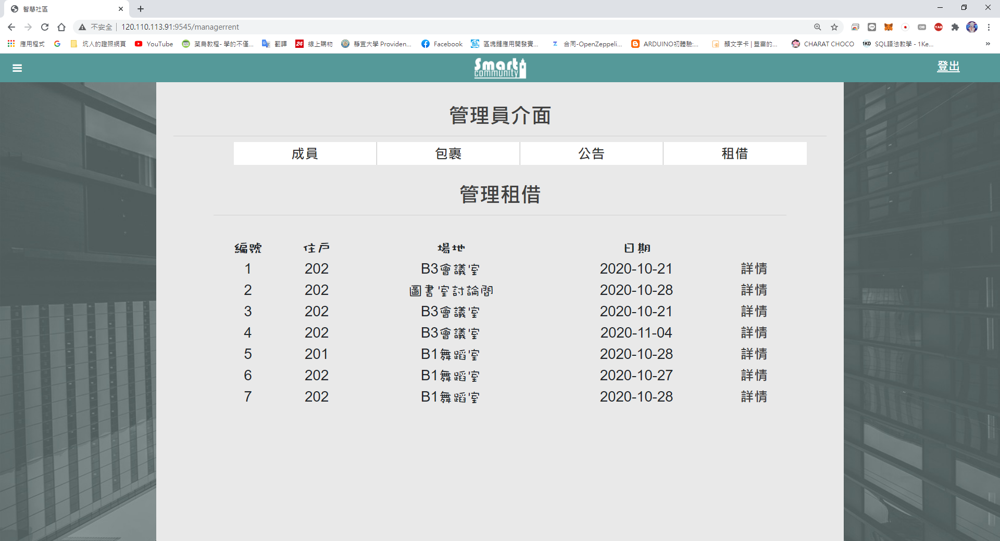 智慧社區
不安全 120.110.113.91:9545/managerrent
應用程式 坑人的證照網頁 YouTube 菜鳥教程- 學的不僅... 翻譯 24 線上購物 靜宜大學 Providen... Facebook 區塊鏈應用開發實... 合同-OpenZeppeli... ARDUINO初體驗:... 顏文字卡 | 豐富的... CHARAT CHOCO 1KD SQL語法教學 - 1Ke... »
Smart
community
登出
管理員介面
成員 包裹 公告 租借
管理租借
編號 住戶 場地 日期
1 202 B3會議室 2020-10-21 詳情
2 202 圖書室討論間 2020-10-28 詳情
3 202 B3會議室 2020-10-21 詳情
4 202 B3會議室 2020-11-04 詳情
5 201 B1舞蹈室 2020-10-28 詳情
6 202 B1舞蹈室 2020-10-27 詳情
7 202 B1舞蹈室 2020-10-28 詳情